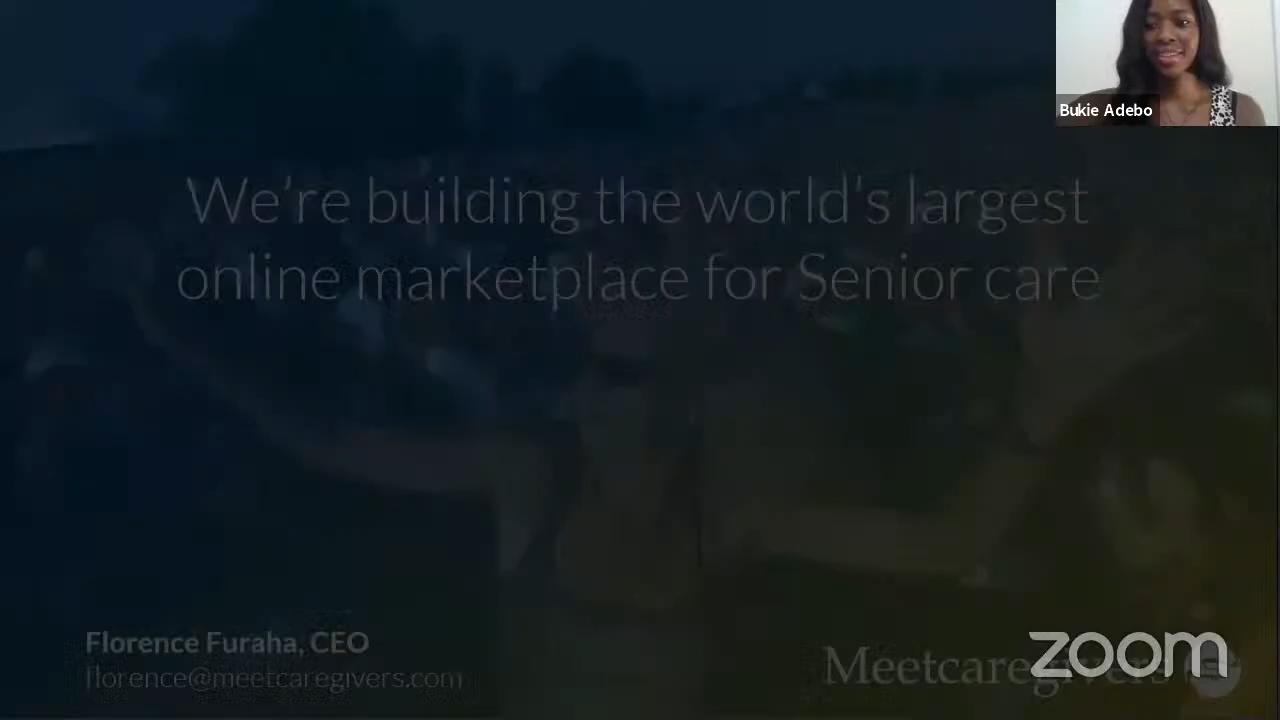 Bukie Adebo
We're building the world's largest
online marketplace for Senior care
Florence Furaha, CEO
florence@meetcaregivers.com
Meetcaregivers
zoom